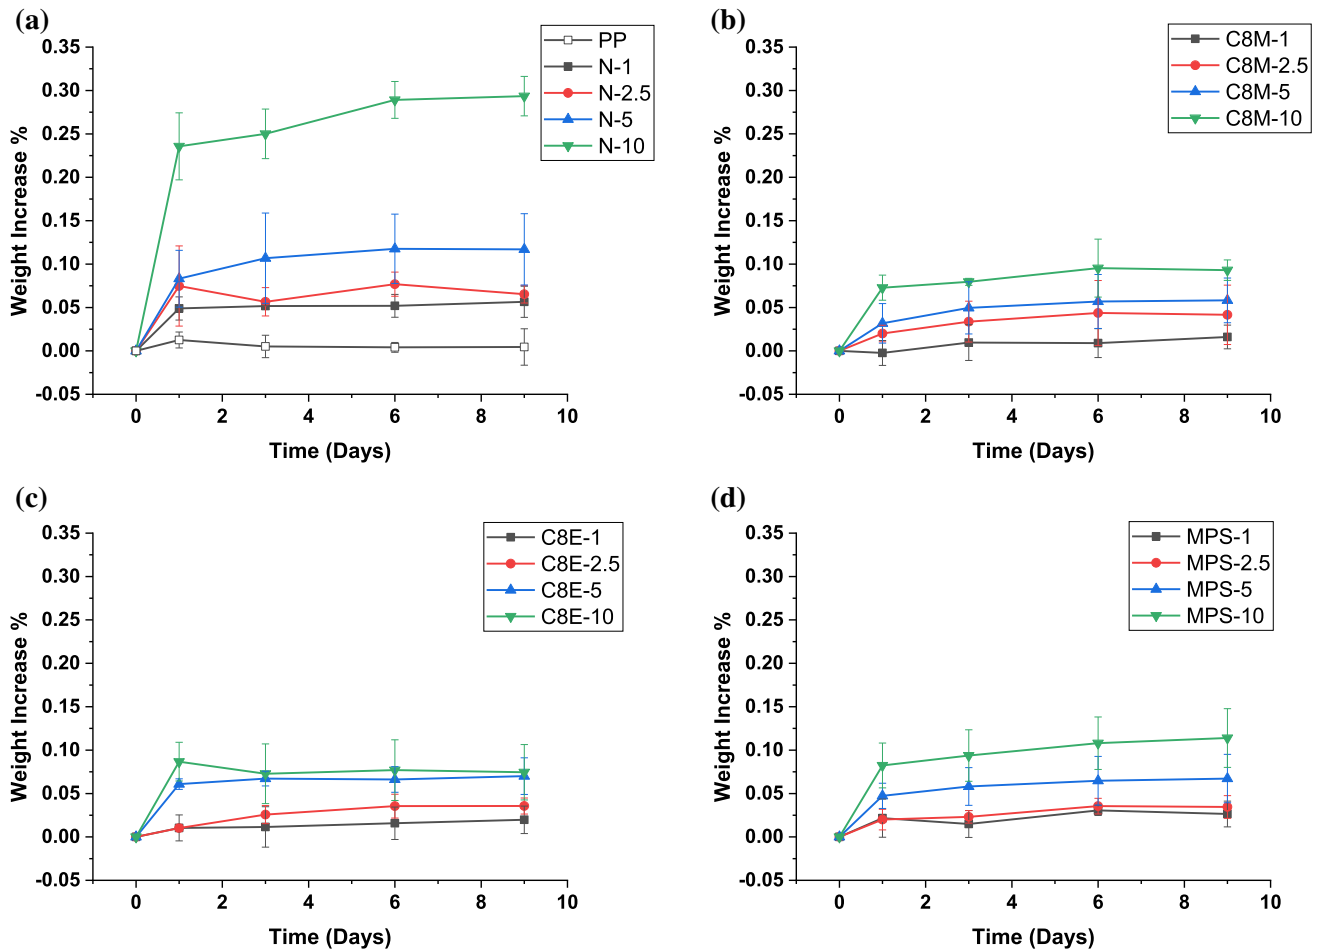 (a)
Weight Increase %
0.35
0.30
0.25
0.20
0.15
0.10
0.05
0.00
-0.05
0 2 4 6 8 10
Time (Days)
PP
N-1
N-2.5
N-5
N-10
(b)
Weight Increase %
0.35
0.30
0.25
0.20
0.15
0.10
0.05
0.00
-0.05
0 2 4 6 8 10
Time (Days)
C8M-1
C8M-2.5
C8M-5
C8M-10
(c)
Weight Increase %
0.35
0.30
0.25
0.20
0.15
0.10
0.05
0.00
-0.05
0 2 4 6 8 10
Time (Days)
C8E-1
C8E-2.5
C8E-5
C8E-10
(d)
Weight Increase %
0.35
0.30
0.25
0.20
0.15
0.10
0.05
0.00
-0.05
0 2 4 6 8 10
Time (Days)
MPS-1
MPS-2.5
MPS-5
MPS-10